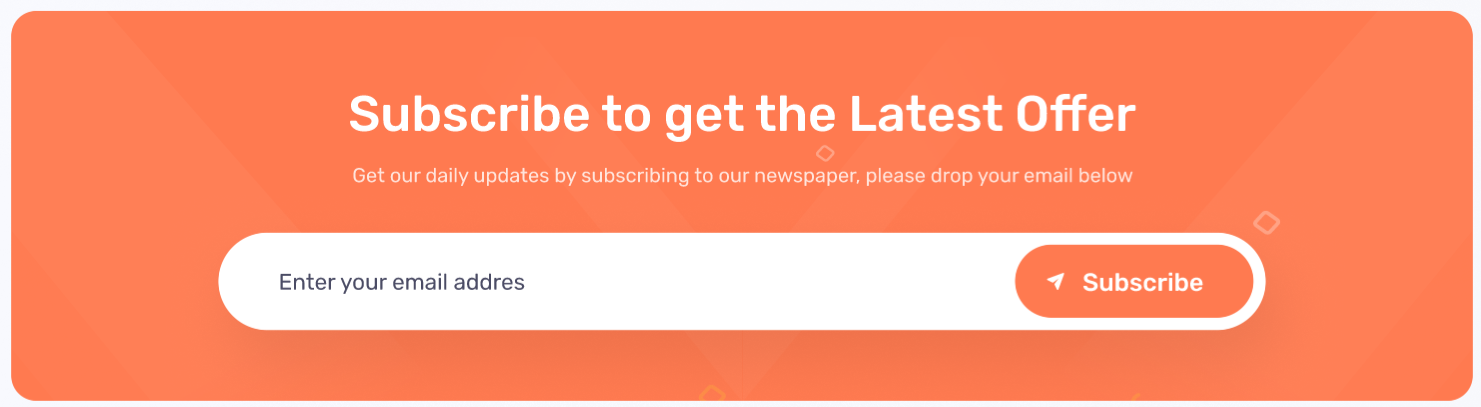 Subscribe to get the Latest Offer
Get our daily updates by subscribing to our newspaper, please drop your email below
Enter your email addres
Subscribe